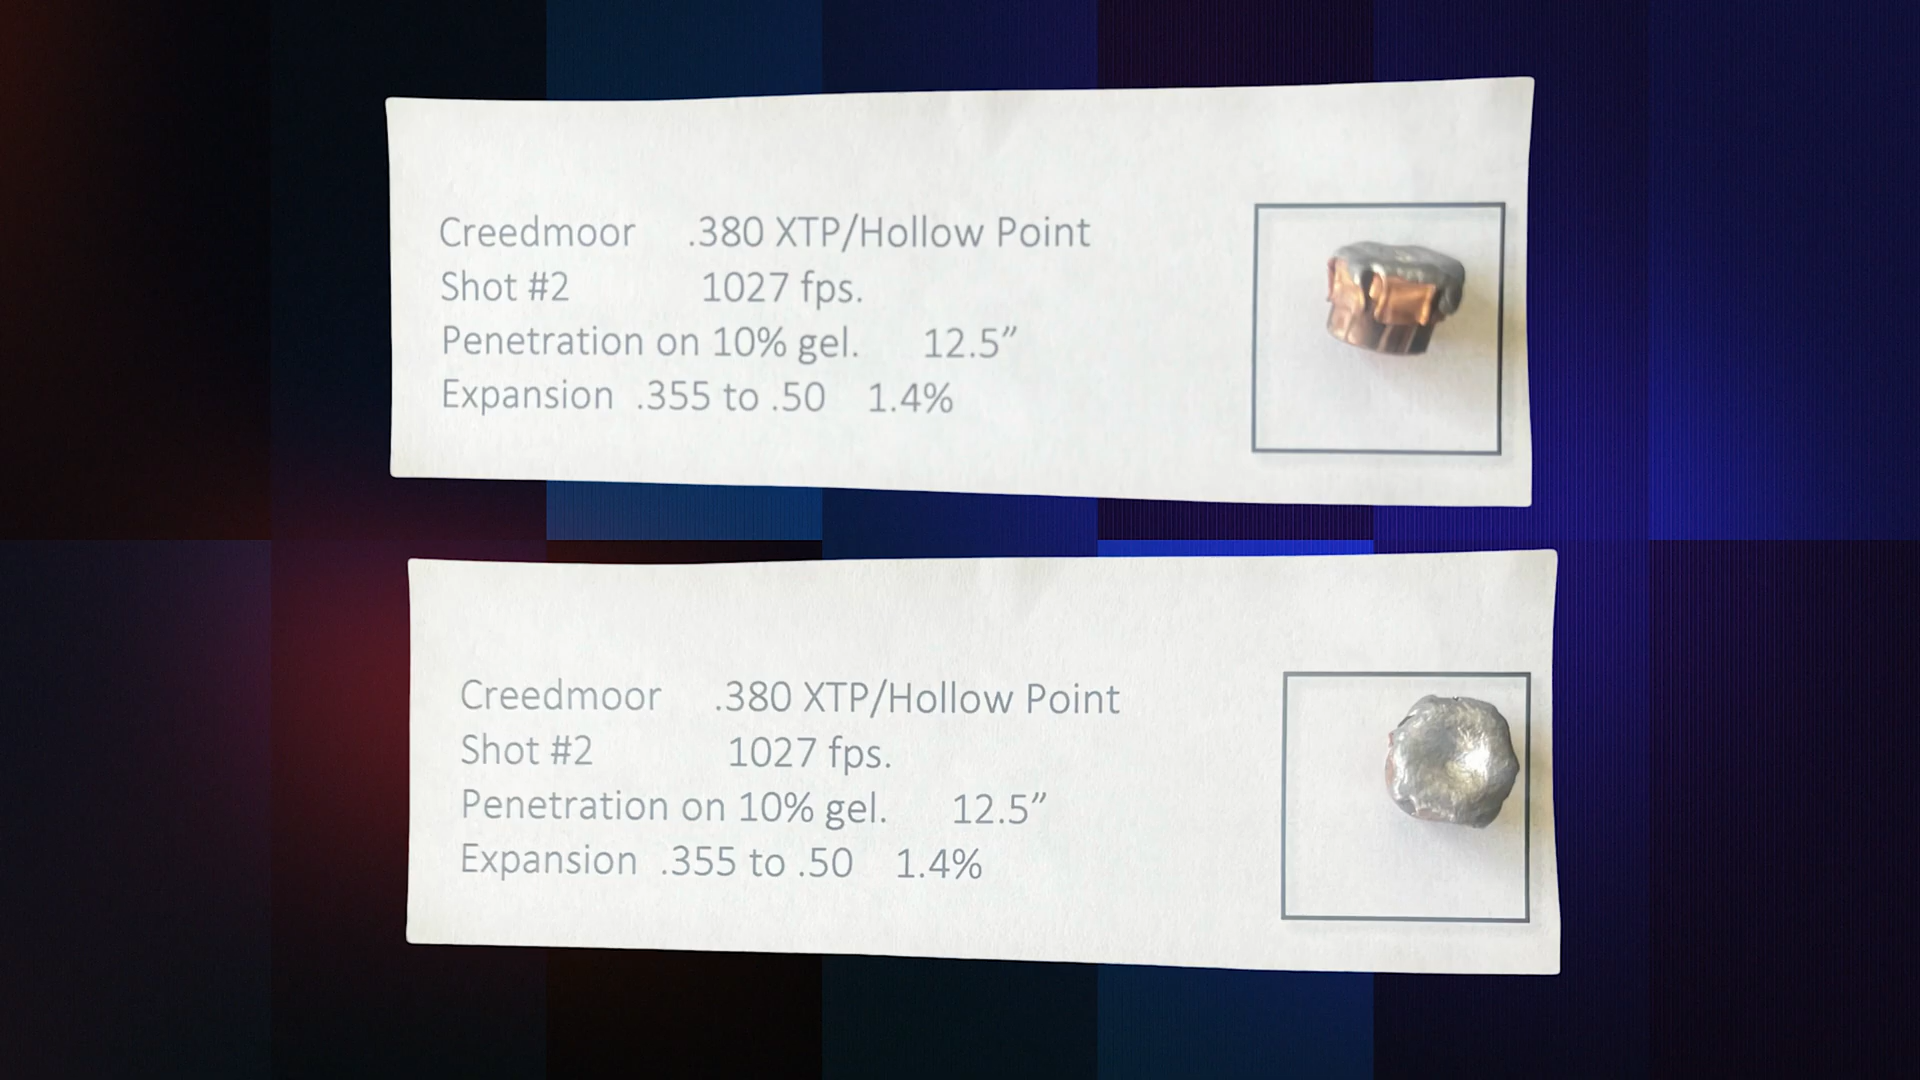 Creedmoor .380 XTP/Hollow Point
Shot #2 1027 fps.
Penetration on 10% gel. 12.5”
Expansion .355 to .50 1.4%
Creedmoor .380 XTP/Hollow Point
Shot #2 1027 fps.
Penetration on 10% gel. 12.5”
Expansion .355 to .50 1.4%